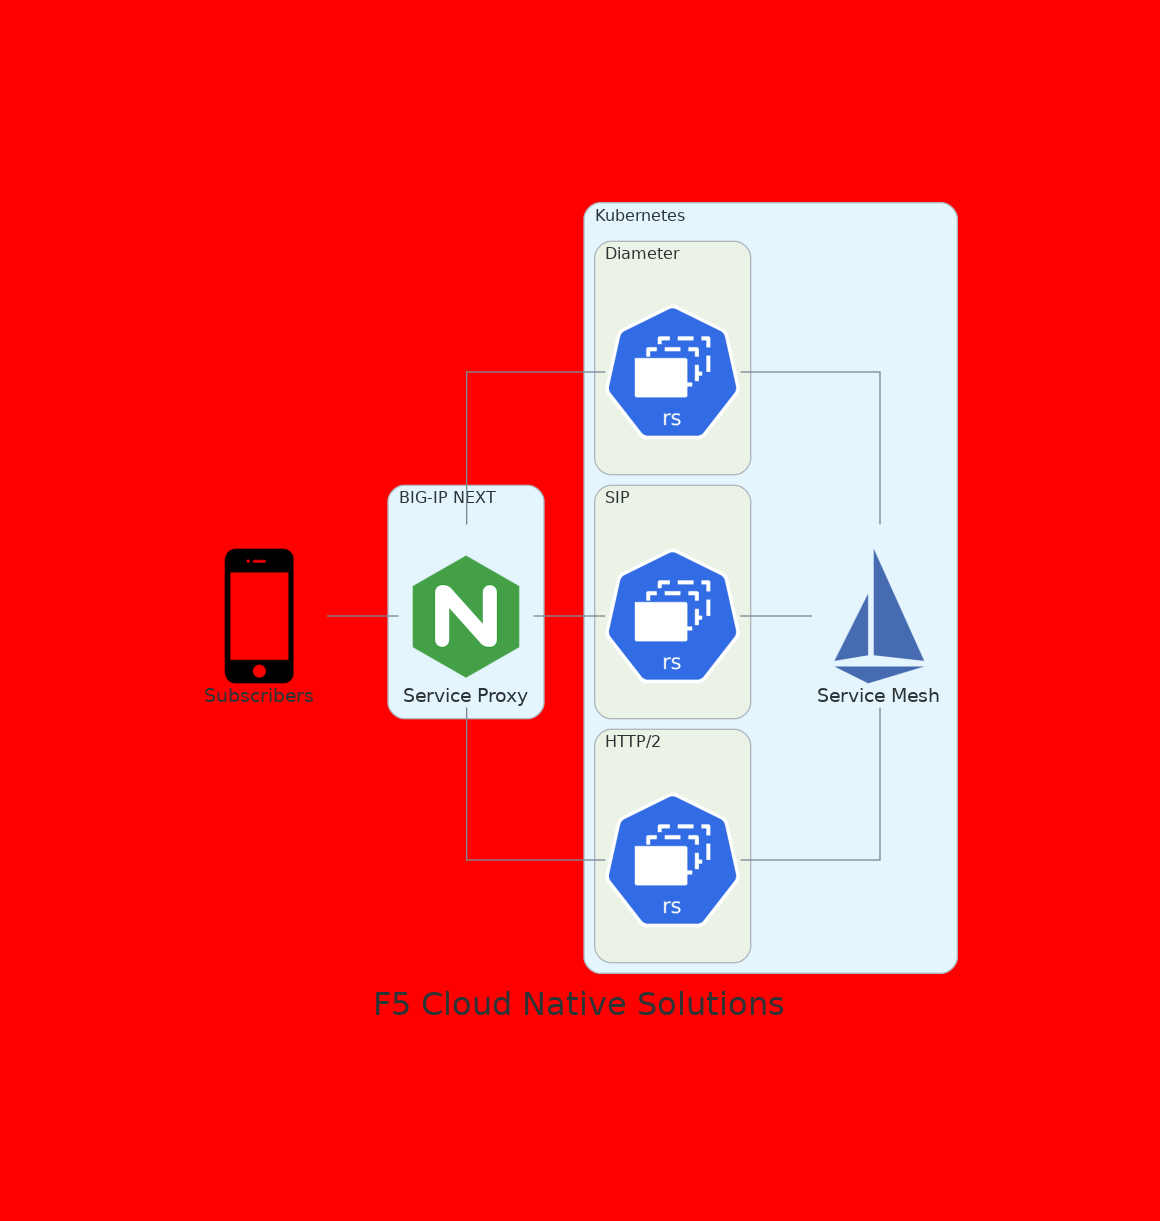 Kubernetes
Diameter
rs
BIG-IP NEXT
SIP
rs
Subscribers
Service Proxy
Service Mesh
HTTP/2
rs
F5 Cloud Native Solutions